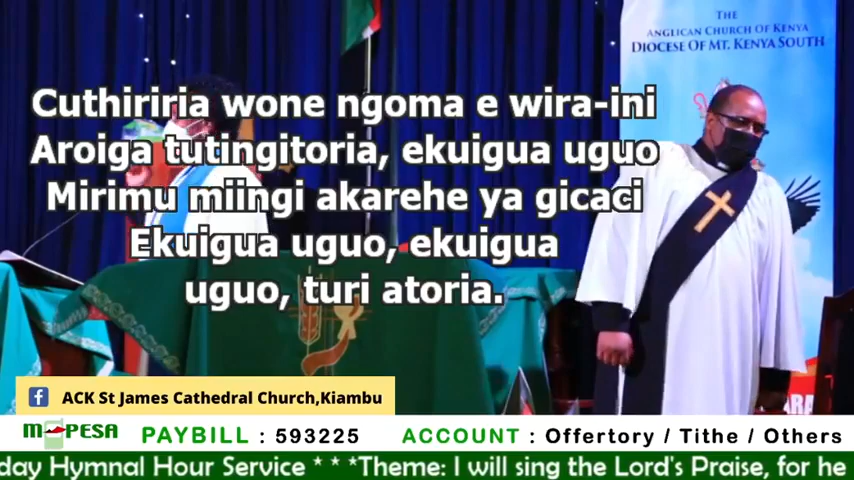 THE
ANGLICAN CHURCH OF KENYA
DIOCESE OF MT. KENYA SOUTH
Cuthiriria wone ngoma e wira-ini
Aroiga tutingitoria, ekuigua uguo
Mirimu miingi akarehe ya gicaci
Ekuigua uguo, ekuigua
uguo, turi atoria.
ACK St James Cathedral Church,Kiambu
M-PESA PAYBILL : 593225 ACCOUNT : Offertory / Tithe / Others
day Hymnal Hour Service * * *Theme: I will sing the Lord's Praise, for he